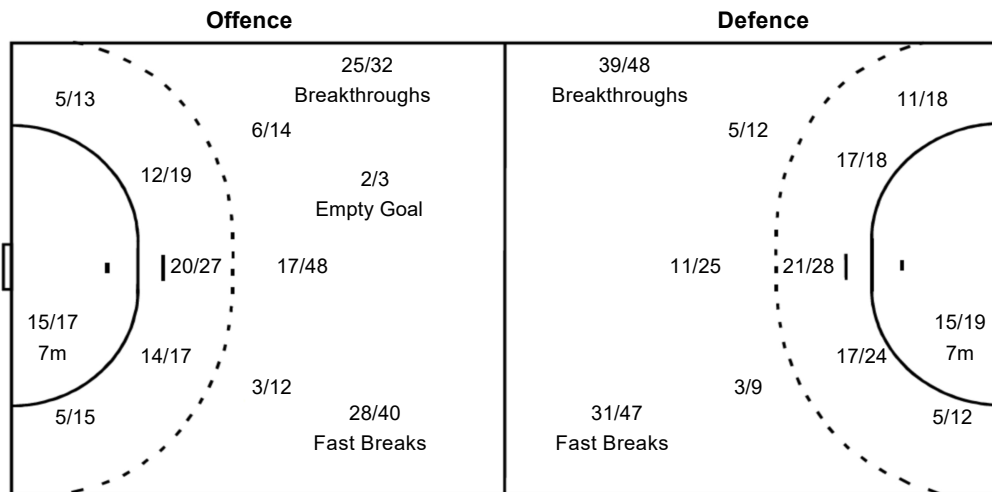 Offence
Defence
25/32
Breakthroughs
39/48
Breakthroughs
5/13
11/18
6/14
5/12
12/19
17/18
2/3
Empty Goal
20/27
17/48
11/25
21/28
15/17
7m
15/19
7m
14/17
17/24
3/12
3/9
5/15
28/40
Fast Breaks
31/47
Fast Breaks
5/12